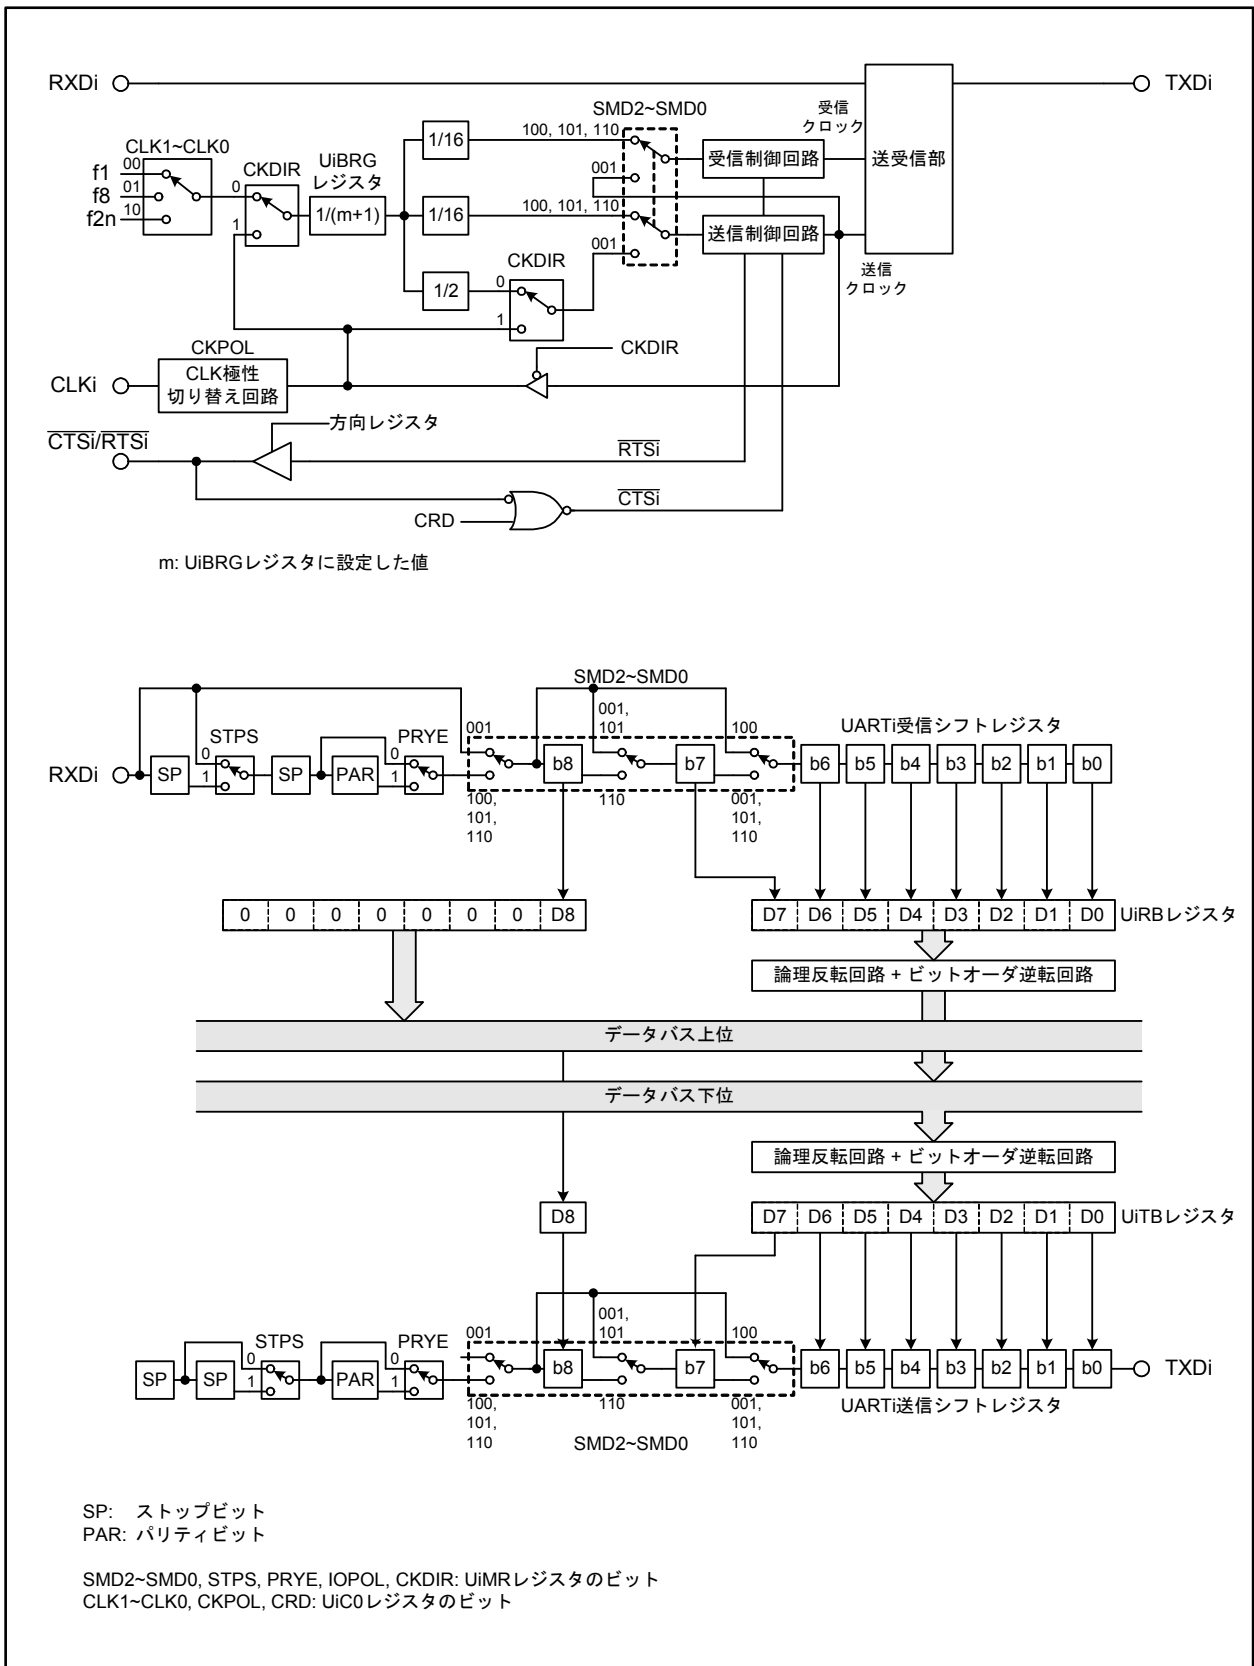 RXDi
TXDi
SMD2~SMD0
受信
クロック
送受信部
100, 101, 110
1/16
受信制御回路
CLK1~CLK0
f1
00
f8
01
f2n
10
CKDIR
0
1
UiBRG
レジスタ
1/(m+1)
001
1/16
100, 101, 110
送信制御回路
001
送信
クロック
1/2
CKDIR
0
1
CKPOL
CLKi
CLK極性
切り替え回路
CKDIR
方向レジスタ
CTSi/RTSi
RTSi
CTSi
CRD
m: UiBRGレジスタに設定した値
SMD2~SMD0
RXDi
SP
STPS
0
1
SP
PAR
PRYE
0
1
001
100,
101,
110
b8
001,
101
110
b7
100
001,
101,
110
UARTi受信シフトレジスタ
b6 b5 b4 b3 b2 b1 b0
0 0 0 0 0 0 0 D8
D7 D6 D5 D4 D3 D2 D1 D0 UiRBレジスタ
論理反転回路 + ビットオーダ逆転回路
データバス上位
データバス下位
論理反転回路 + ビットオーダ逆転回路
D8
D7 D6 D5 D4 D3 D2 D1 D0 UiTBレジスタ
SP
SP
STPS
0
1
PAR
PRYE
0
1
001
100,
101,
110
b8
001,
101
110
b7
100
001,
101,
110
b6 b5 b4 b3 b2 b1 b0
TXDi
UARTi送信シフトレジスタ
SMD2~SMD0
SP: ストップビット
PAR: パリティビット
SMD2~SMD0, STPS, PRYE, IOPOL, CKDIR: UiMRレジスタのビット
CLK1~CLK0, CKPOL, CRD: UiC0レジスタのビット